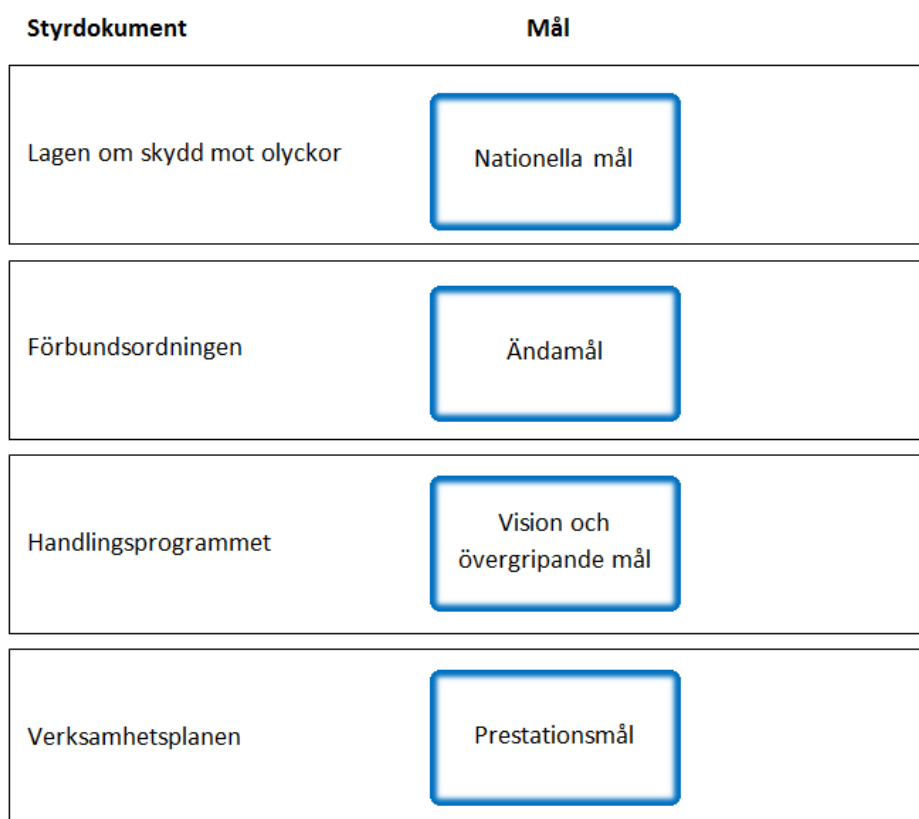 Styrdokument Mål
Lagen om skydd mot olyckor Nationella mål
Förbundsordningen Ändamål
Handlingsprogrammet Vision och
övergripande mål
Verksamhetsplanen Prestationsmål